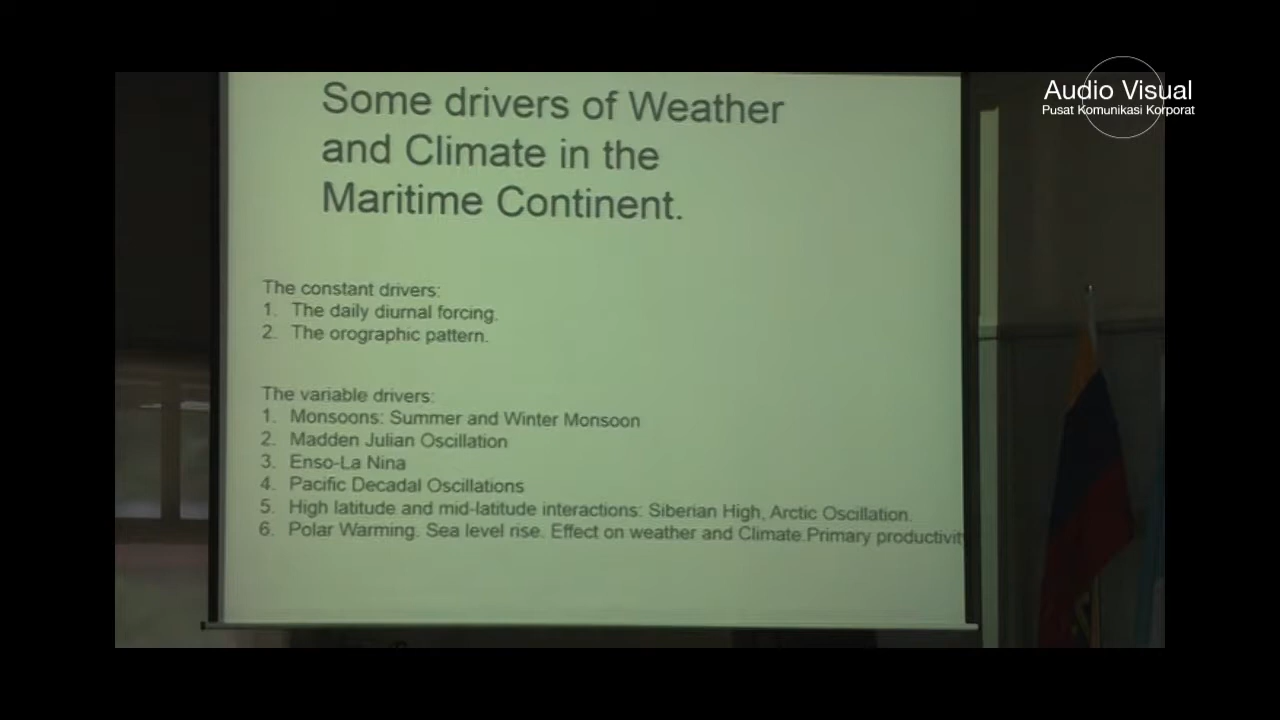 Audio Visual
Pusat Komunikasi Korporat
Some drivers of Weather
and Climate in the
Maritime Continent.
The constant drivers:
1. The daily diurnal forcing.
2. The orographic pattern.
The variable drivers:
1. Monsoons: Summer and Winter Monsoon
2. Madden Julian Oscillation
3. Enso-La Nina
4. Pacific Decadal Oscillations
5. High latitude and mid-latitude interactions: Siberian High, Arctic Oscillation.
6. Polar Warming. Sea level rise. Effect on weather and Climate.Primary productivity